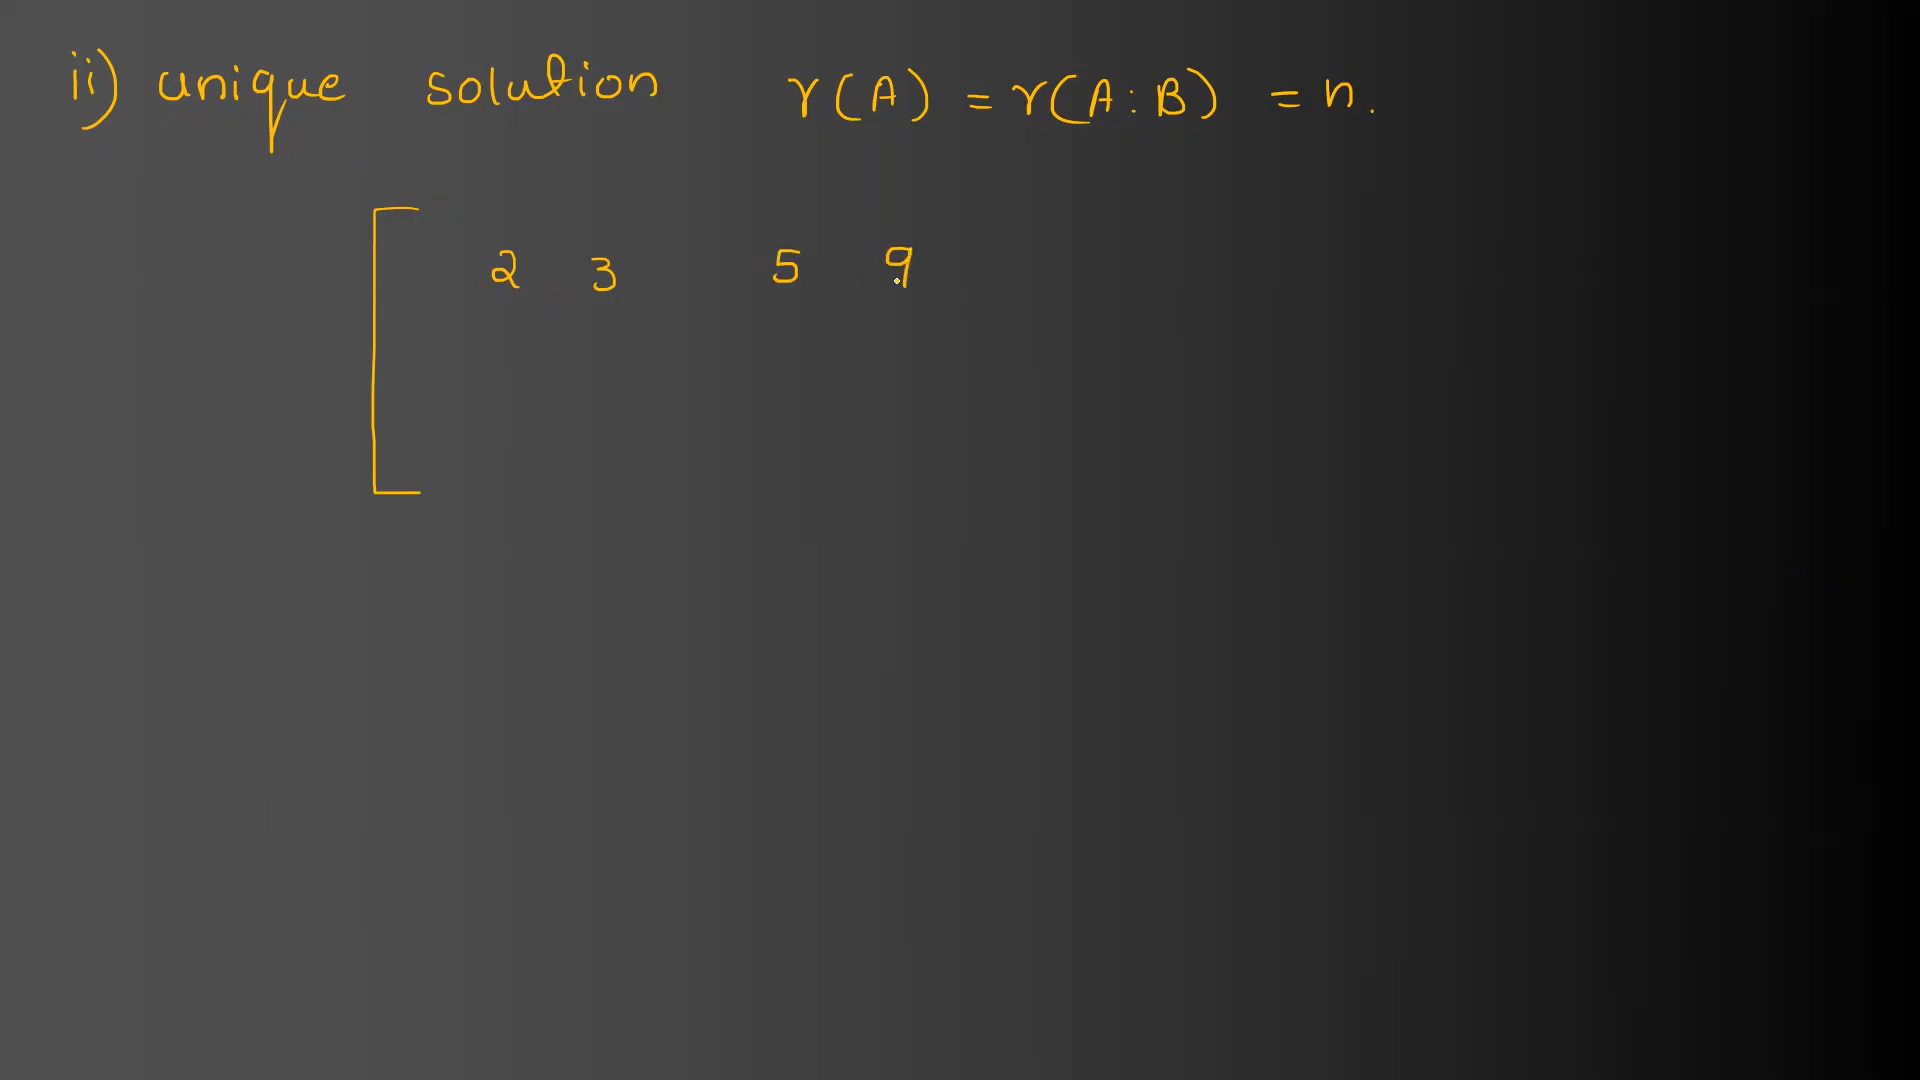 ii) unique solution r(A) = r(A:B) = n.
[ 2 3 5 9